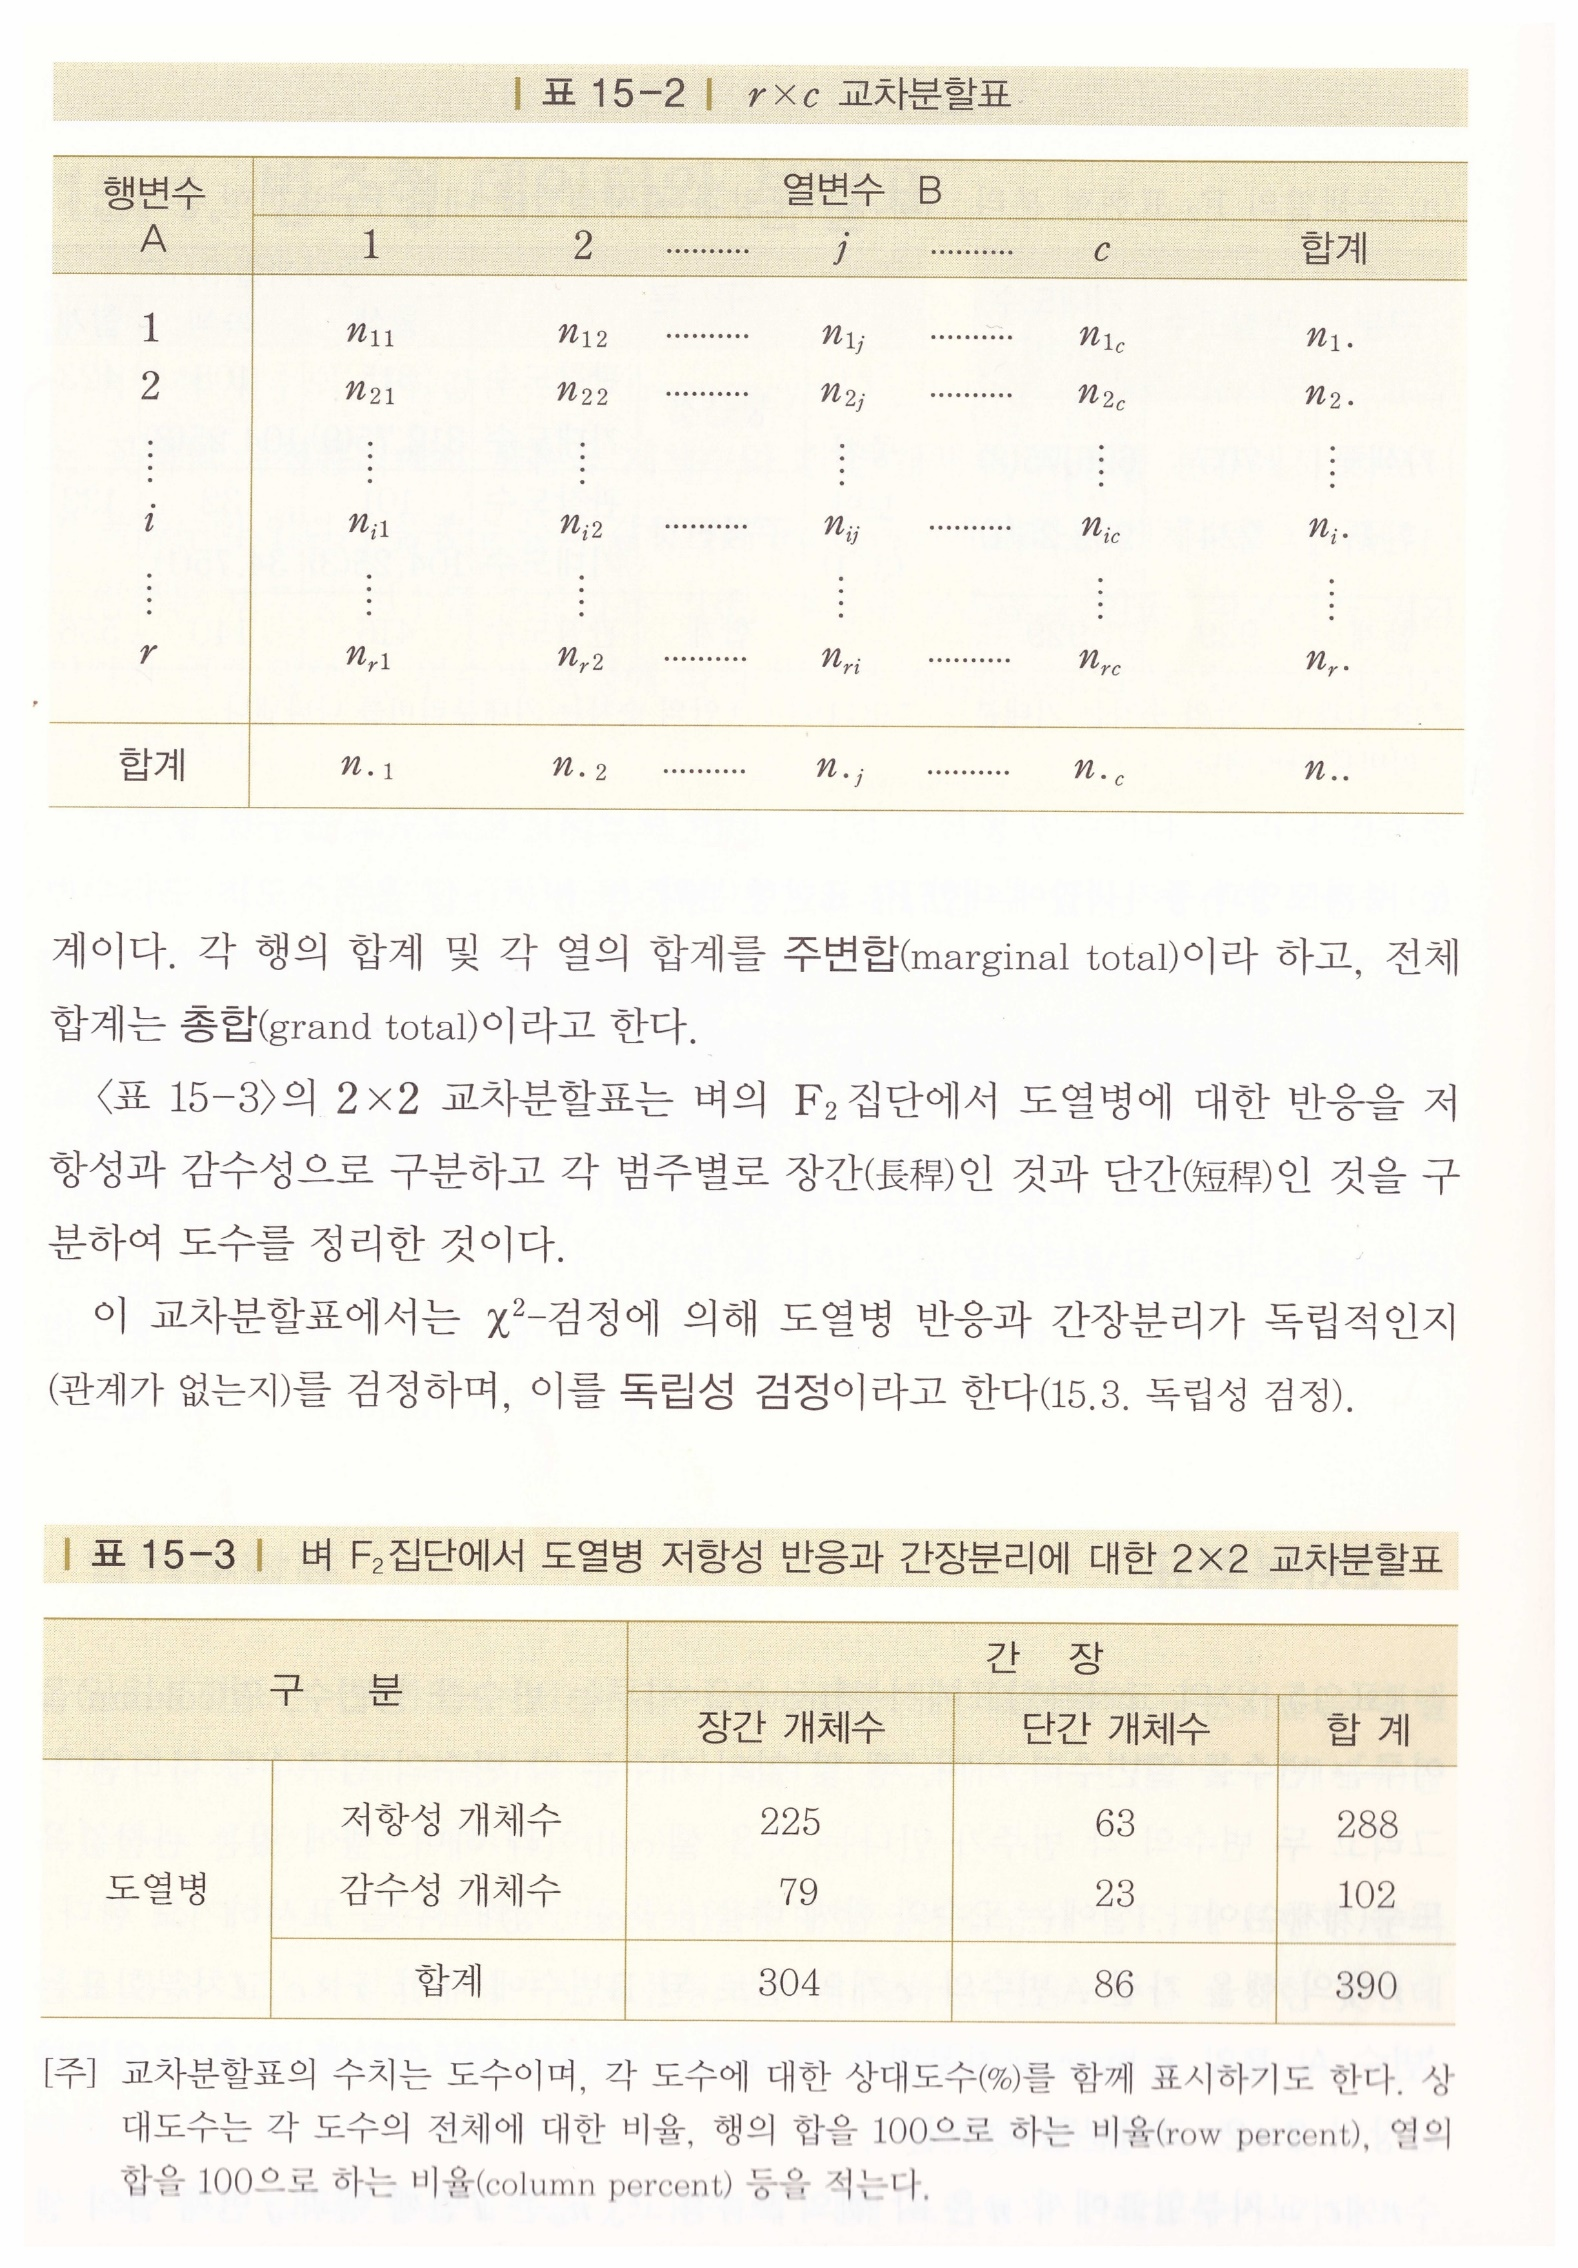 | 표 15-2 | r×c 교차분할표
행변수 A 열변수 B
1 2 ·········· j ·········· c 합계
1 n11 n12 ·········· n1j ·········· n1c n1.
2 n21 n22 ·········· n2j ·········· n2c n2.
⋮ ⋮ ⋮ ⋮ ⋮ ⋮
i ni1 ni2 ·········· nij ·········· nic ni.
⋮ ⋮ ⋮ ⋮ ⋮ ⋮
r nr1 nr2 ·········· nri ·········· nrc nr.
합계 n.1 n.2 ·········· n.j ·········· n.c n..
계이다. 각 행의 합계 및 각 열의 합계를 주변합(marginal total)이라 하고, 전체
합계는 총합(grand total)이라고 한다.
〈표 15-3〉의 2×2 교차분할표는 벼의 F₂집단에서 도열병에 대한 반응을 저
항성과 감수성으로 구분하고 각 범주별로 장간(長稈)인 것과 단간(短稈)인 것을 구
분하여 도수를 정리한 것이다.
이 교차분할표에서는 χ²-검정에 의해 도열병 반응과 간장분리가 독립적인지
(관계가 없는지)를 검정하며, 이를 독립성 검정이라고 한다(15.3. 독립성 검정).
| 표 15-3 | 벼 F₂집단에서 도열병 저항성 반응과 간장분리에 대한 2×2 교차분할표
구 분 간 장
장간 개체수 단간 개체수 합 계
도열병 저항성 개체수 225 63 288
감수성 개체수 79 23 102
합계 304 86 390
[주] 교차분할표의 수치는 도수이며, 각 도수에 대한 상대도수(%)를 함께 표시하기도 한다. 상
대도수는 각 도수의 전체에 대한 비율, 행의 합을 100으로 하는 비율(row percent), 열의
합을 100으로 하는 비율(column percent) 등을 적는다.